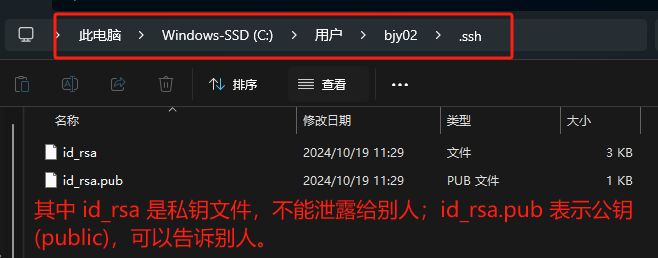 此电脑 > Windows-SSD (C:) > 用户 > bjy02 > .ssh
排序 查看 ...
名称 修改日期 类型 大小
id_rsa 2024/10/19 11:29 文件 3 KB
id_rsa.pub 2024/10/19 11:29 PUB 文件 1 KB
其中 id_rsa 是私钥文件，不能泄露给别人；id_rsa.pub 表示公钥
(public)，可以告诉别人。